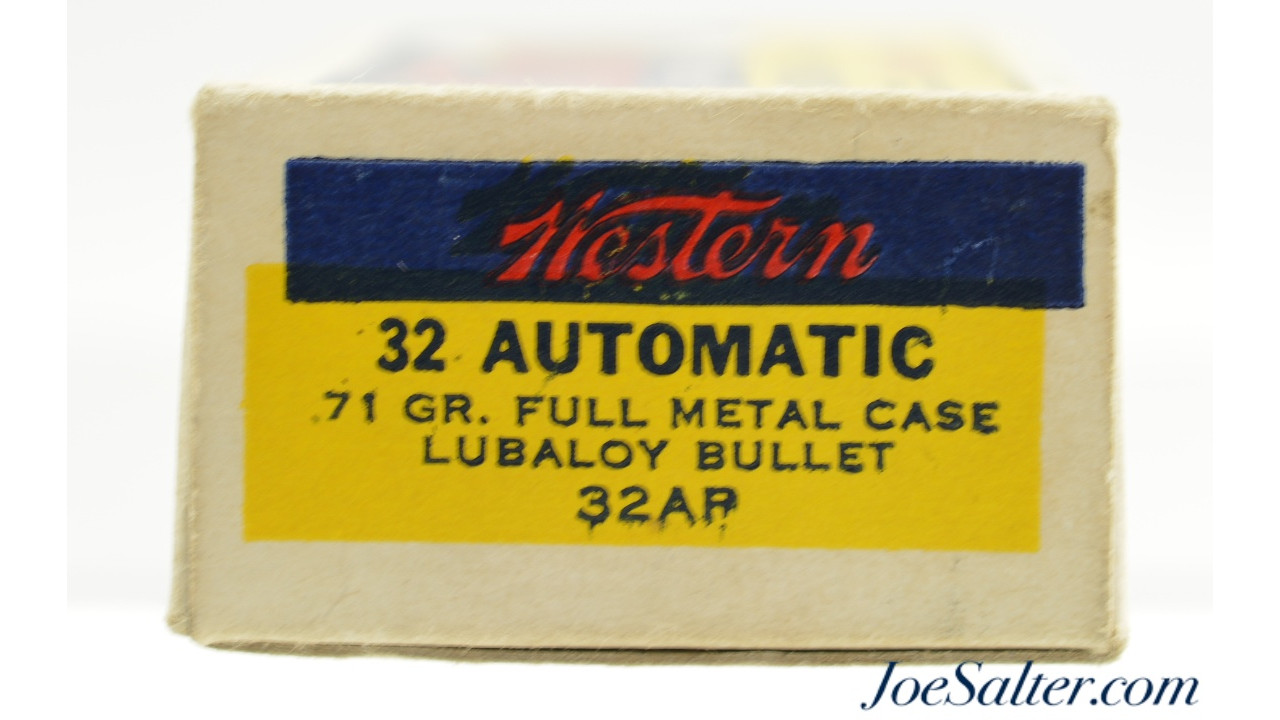 Western
32 AUTOMATIC
71 GR. FULL METAL CASE
LUBALOY BULLET
32AP
JoeSalter.com